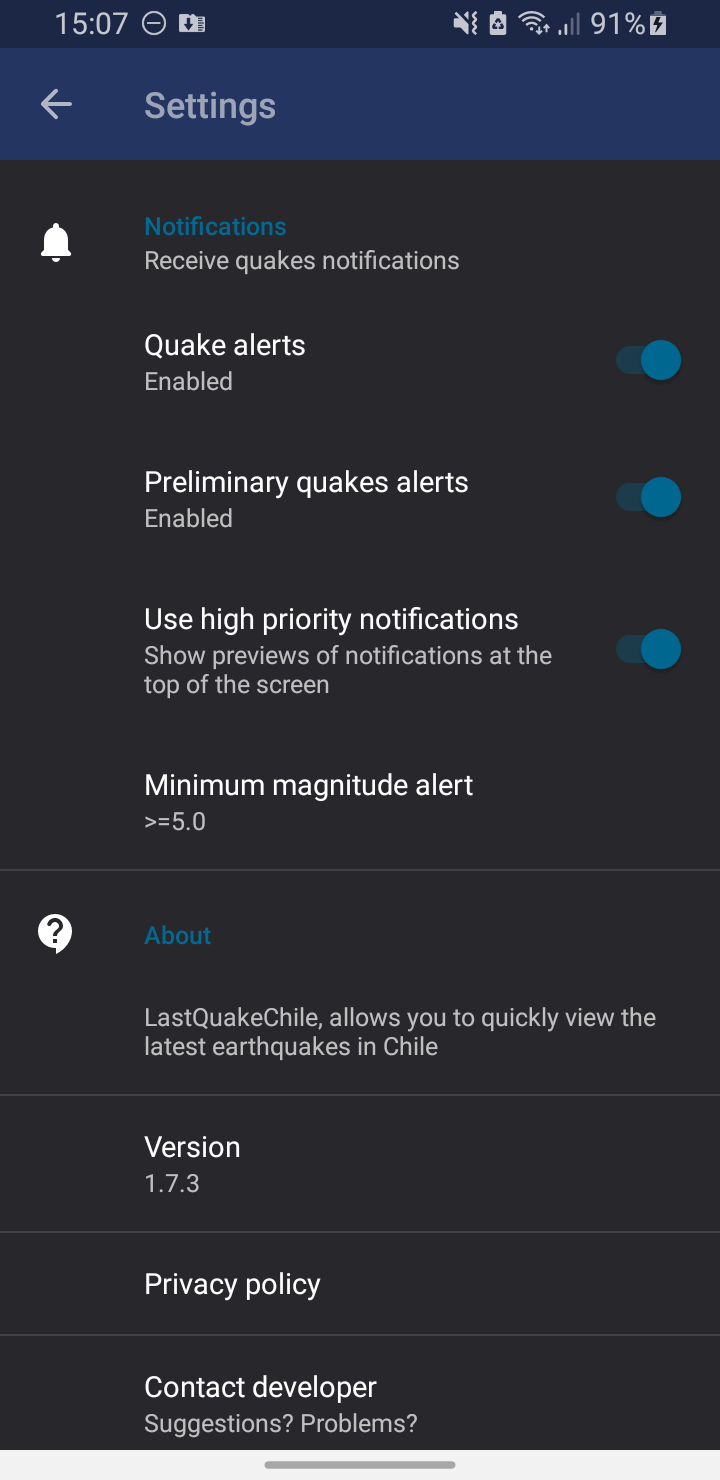 15:07
91%
Settings
Notifications
Receive quakes notifications
Quake alerts
Enabled
Preliminary quakes alerts
Enabled
Use high priority notifications
Show previews of notifications at the
top of the screen
Minimum magnitude alert
>=5.0
About
LastQuakeChile, allows you to quickly view the
latest earthquakes in Chile
Version
1.7.3
Privacy policy
Contact developer
Suggestions? Problems?